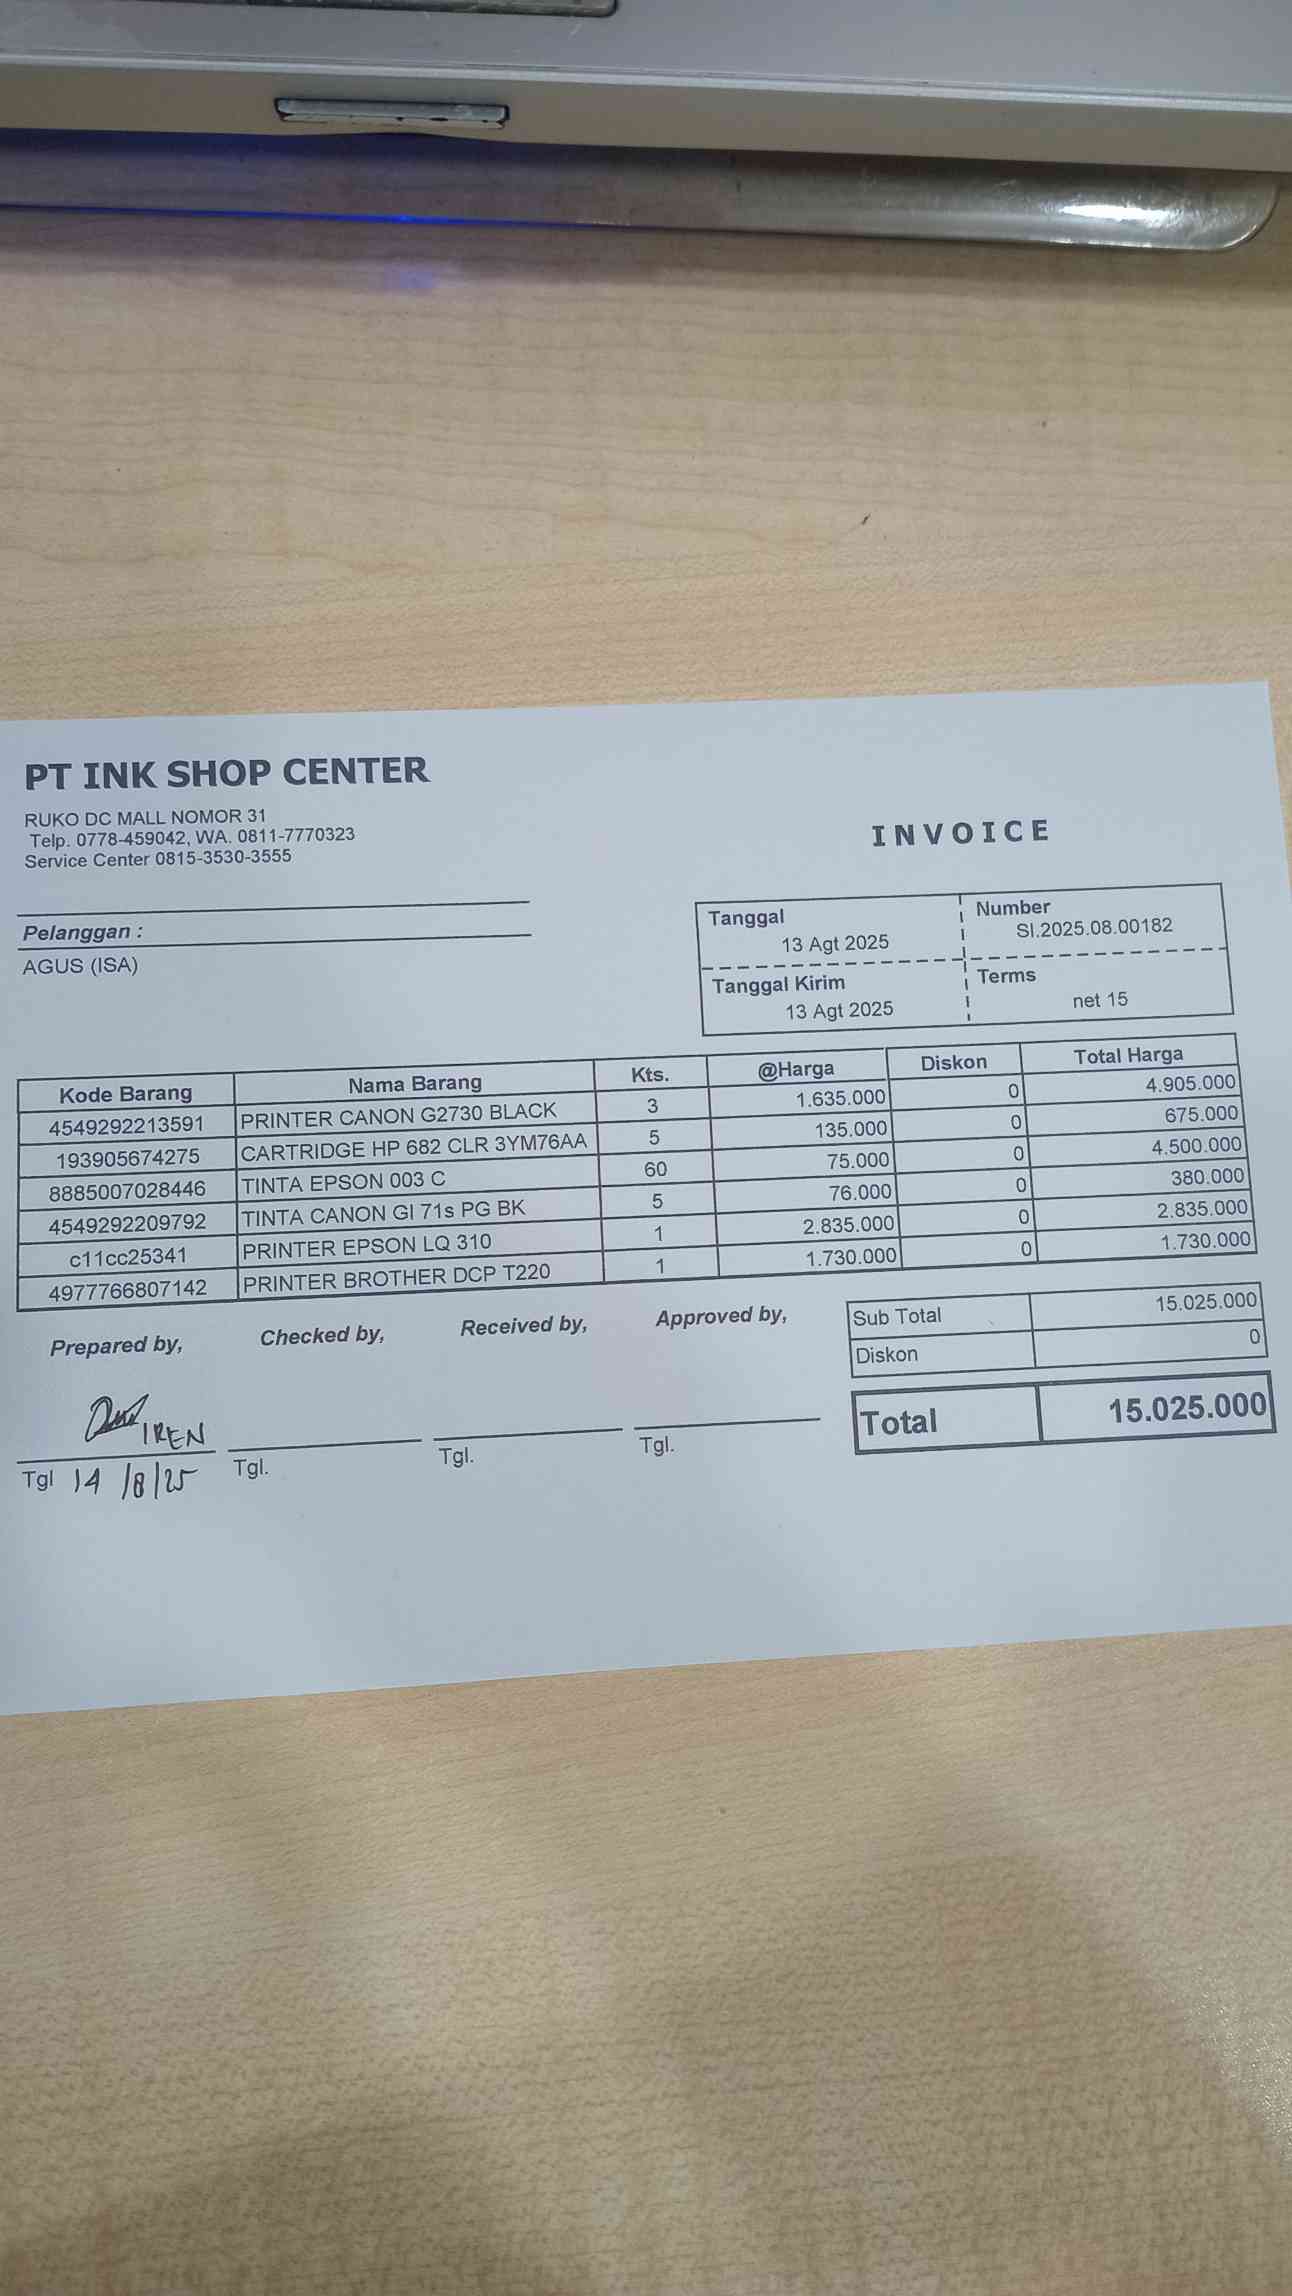 PT INK SHOP CENTER
RUKO DC MALL NOMOR 31
Telp. 0778-459042, WA. 0811-7770323
Service Center 0815-3530-3555
INVOICE
Pelanggan :
AGUS (ISA)
Tanggal Number
13 Agt 2025 SI.2025.08.00182
Tanggal Kirim Terms
13 Agt 2025 net 15
Kode Barang Nama Barang Kts. @Harga Diskon Total Harga
4549292213591 PRINTER CANON G2730 BLACK 3 1.635.000 0 4.905.000
193905674275 CARTRIDGE HP 682 CLR 3YM76AA 5 135.000 0 675.000
8885007028446 TINTA EPSON 003 C 60 75.000 0 4.500.000
4549292209792 TINTA CANON GI 71s PG BK 5 76.000 0 380.000
c11cc25341 PRINTER EPSON LQ 310 1 2.835.000 0 2.835.000
4977766807142 PRINTER BROTHER DCP T220 1 1.730.000 0 1.730.000
Prepared by, Checked by, Received by, Approved by,
Sub Total 15.025.000
Diskon 0
Total 15.025.000
IREN
Tgl 14/8/25 Tgl. Tgl. Tgl.